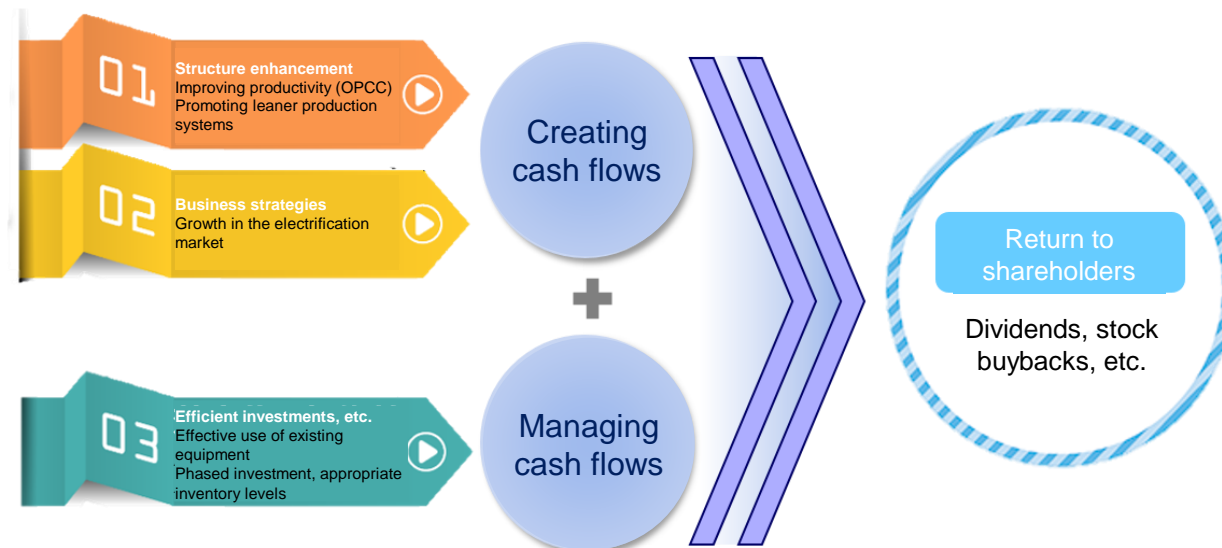 01
Structure enhancement
Improving productivity (OPCC)
Promoting leaner production
systems
02
Business strategies
Growth in the electrification
market
03
Efficient investments, etc.
Effective use of existing
equipment
Phased investment, appropriate
inventory levels
Creating
cash flows
Managing
cash flows
Return to
shareholders
Dividends, stock
buybacks, etc.